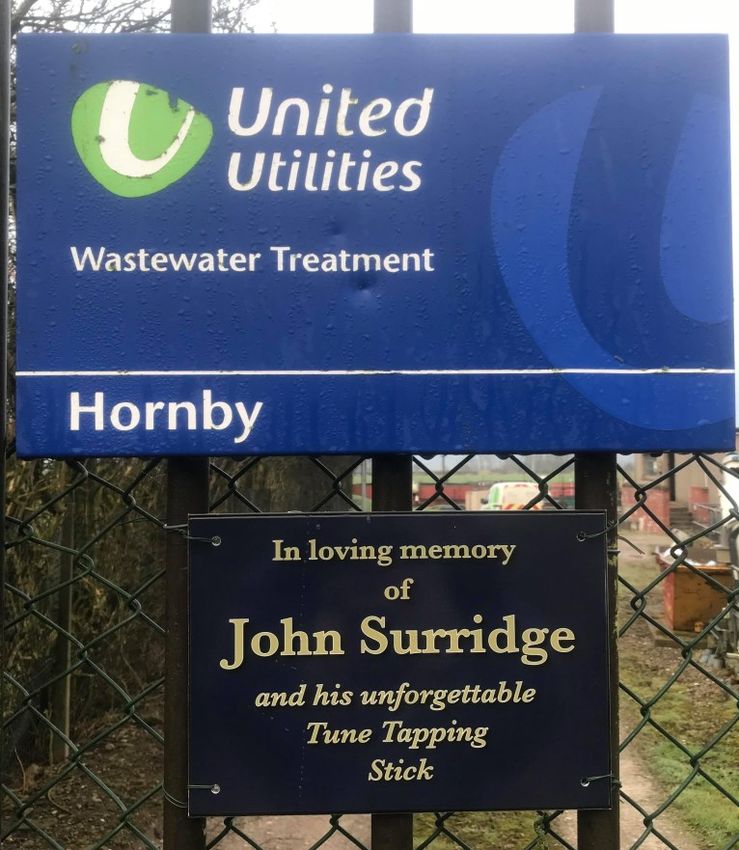 United
Utilities
Wastewater Treatment
Hornby
In loving memory
of
John Surridge
and his unforgettable
Tune Tapping
Stick